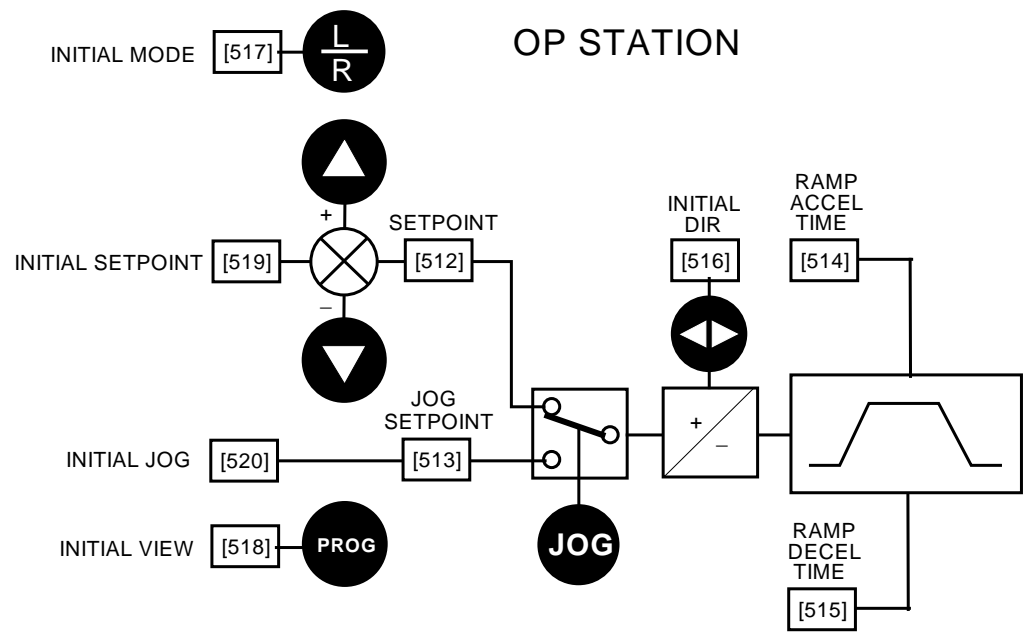 OP STATION
INITIAL MODE [517] L
R
+
INITIAL SETPOINT [519]
SETPOINT
[512]
–
INITIAL
DIR
[516]
RAMP
ACCEL
TIME
[514]
JOG
SETPOINT
INITIAL JOG [520] [513]
+
–
INITIAL VIEW [518] PROG
JOG
RAMP
DECEL
TIME
[515]